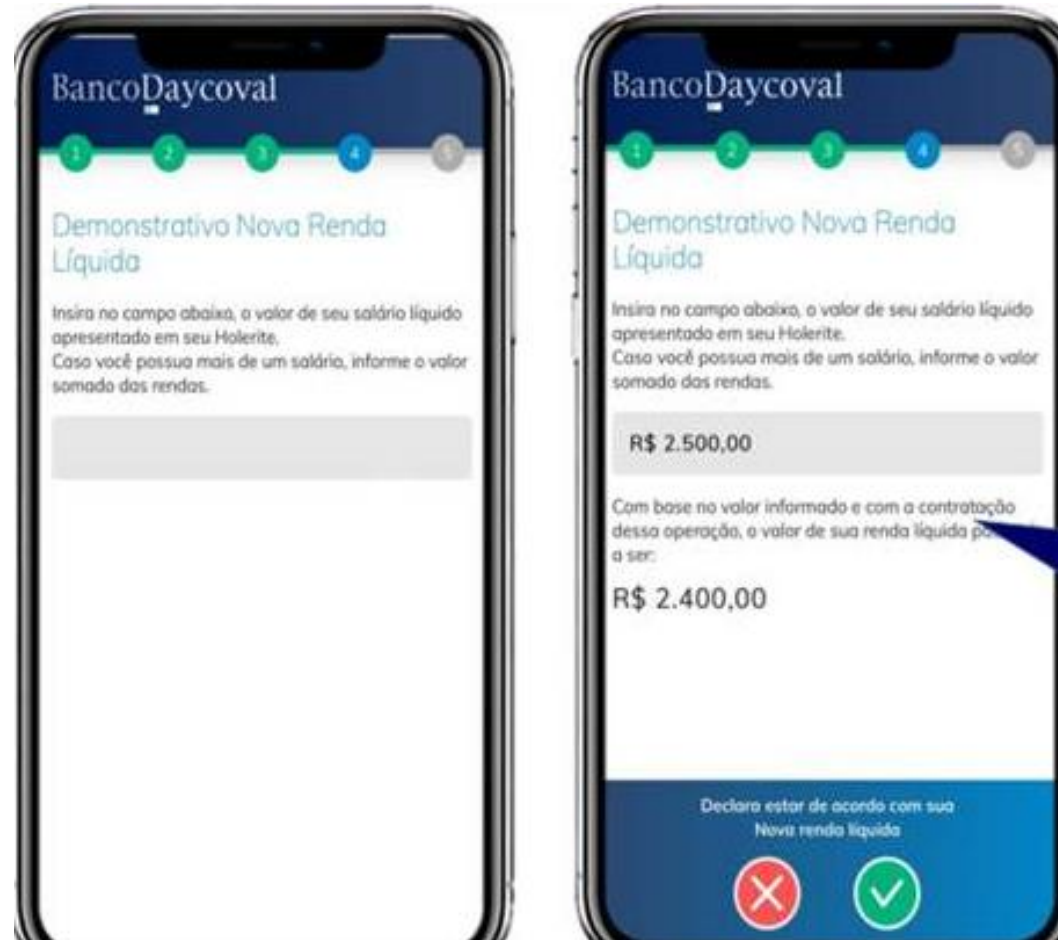 BancoDaycoval
1 2 3 4 5
Demonstrativo Nova Renda
Líquida
Insira no campo abaixo, o valor de seu salário líquido
apresentado em seu Holerite.
Caso você possua mais de um salário, informe o valor
somado das rendas.
BancoDaycoval
1 2 3 4 5
Demonstrativo Nova Renda
Líquida
Insira no campo abaixo, o valor de seu salário líquido
apresentado em seu Holerite.
Caso você possua mais de um salário, informe o valor
somado das rendas.
R$ 2.500,00
Com base no valor informado e com a contratação
dessa operação, o valor de sua renda líquida
a ser:
R$ 2.400,00
Declara estar de acordo com sua
Nova renda líquida